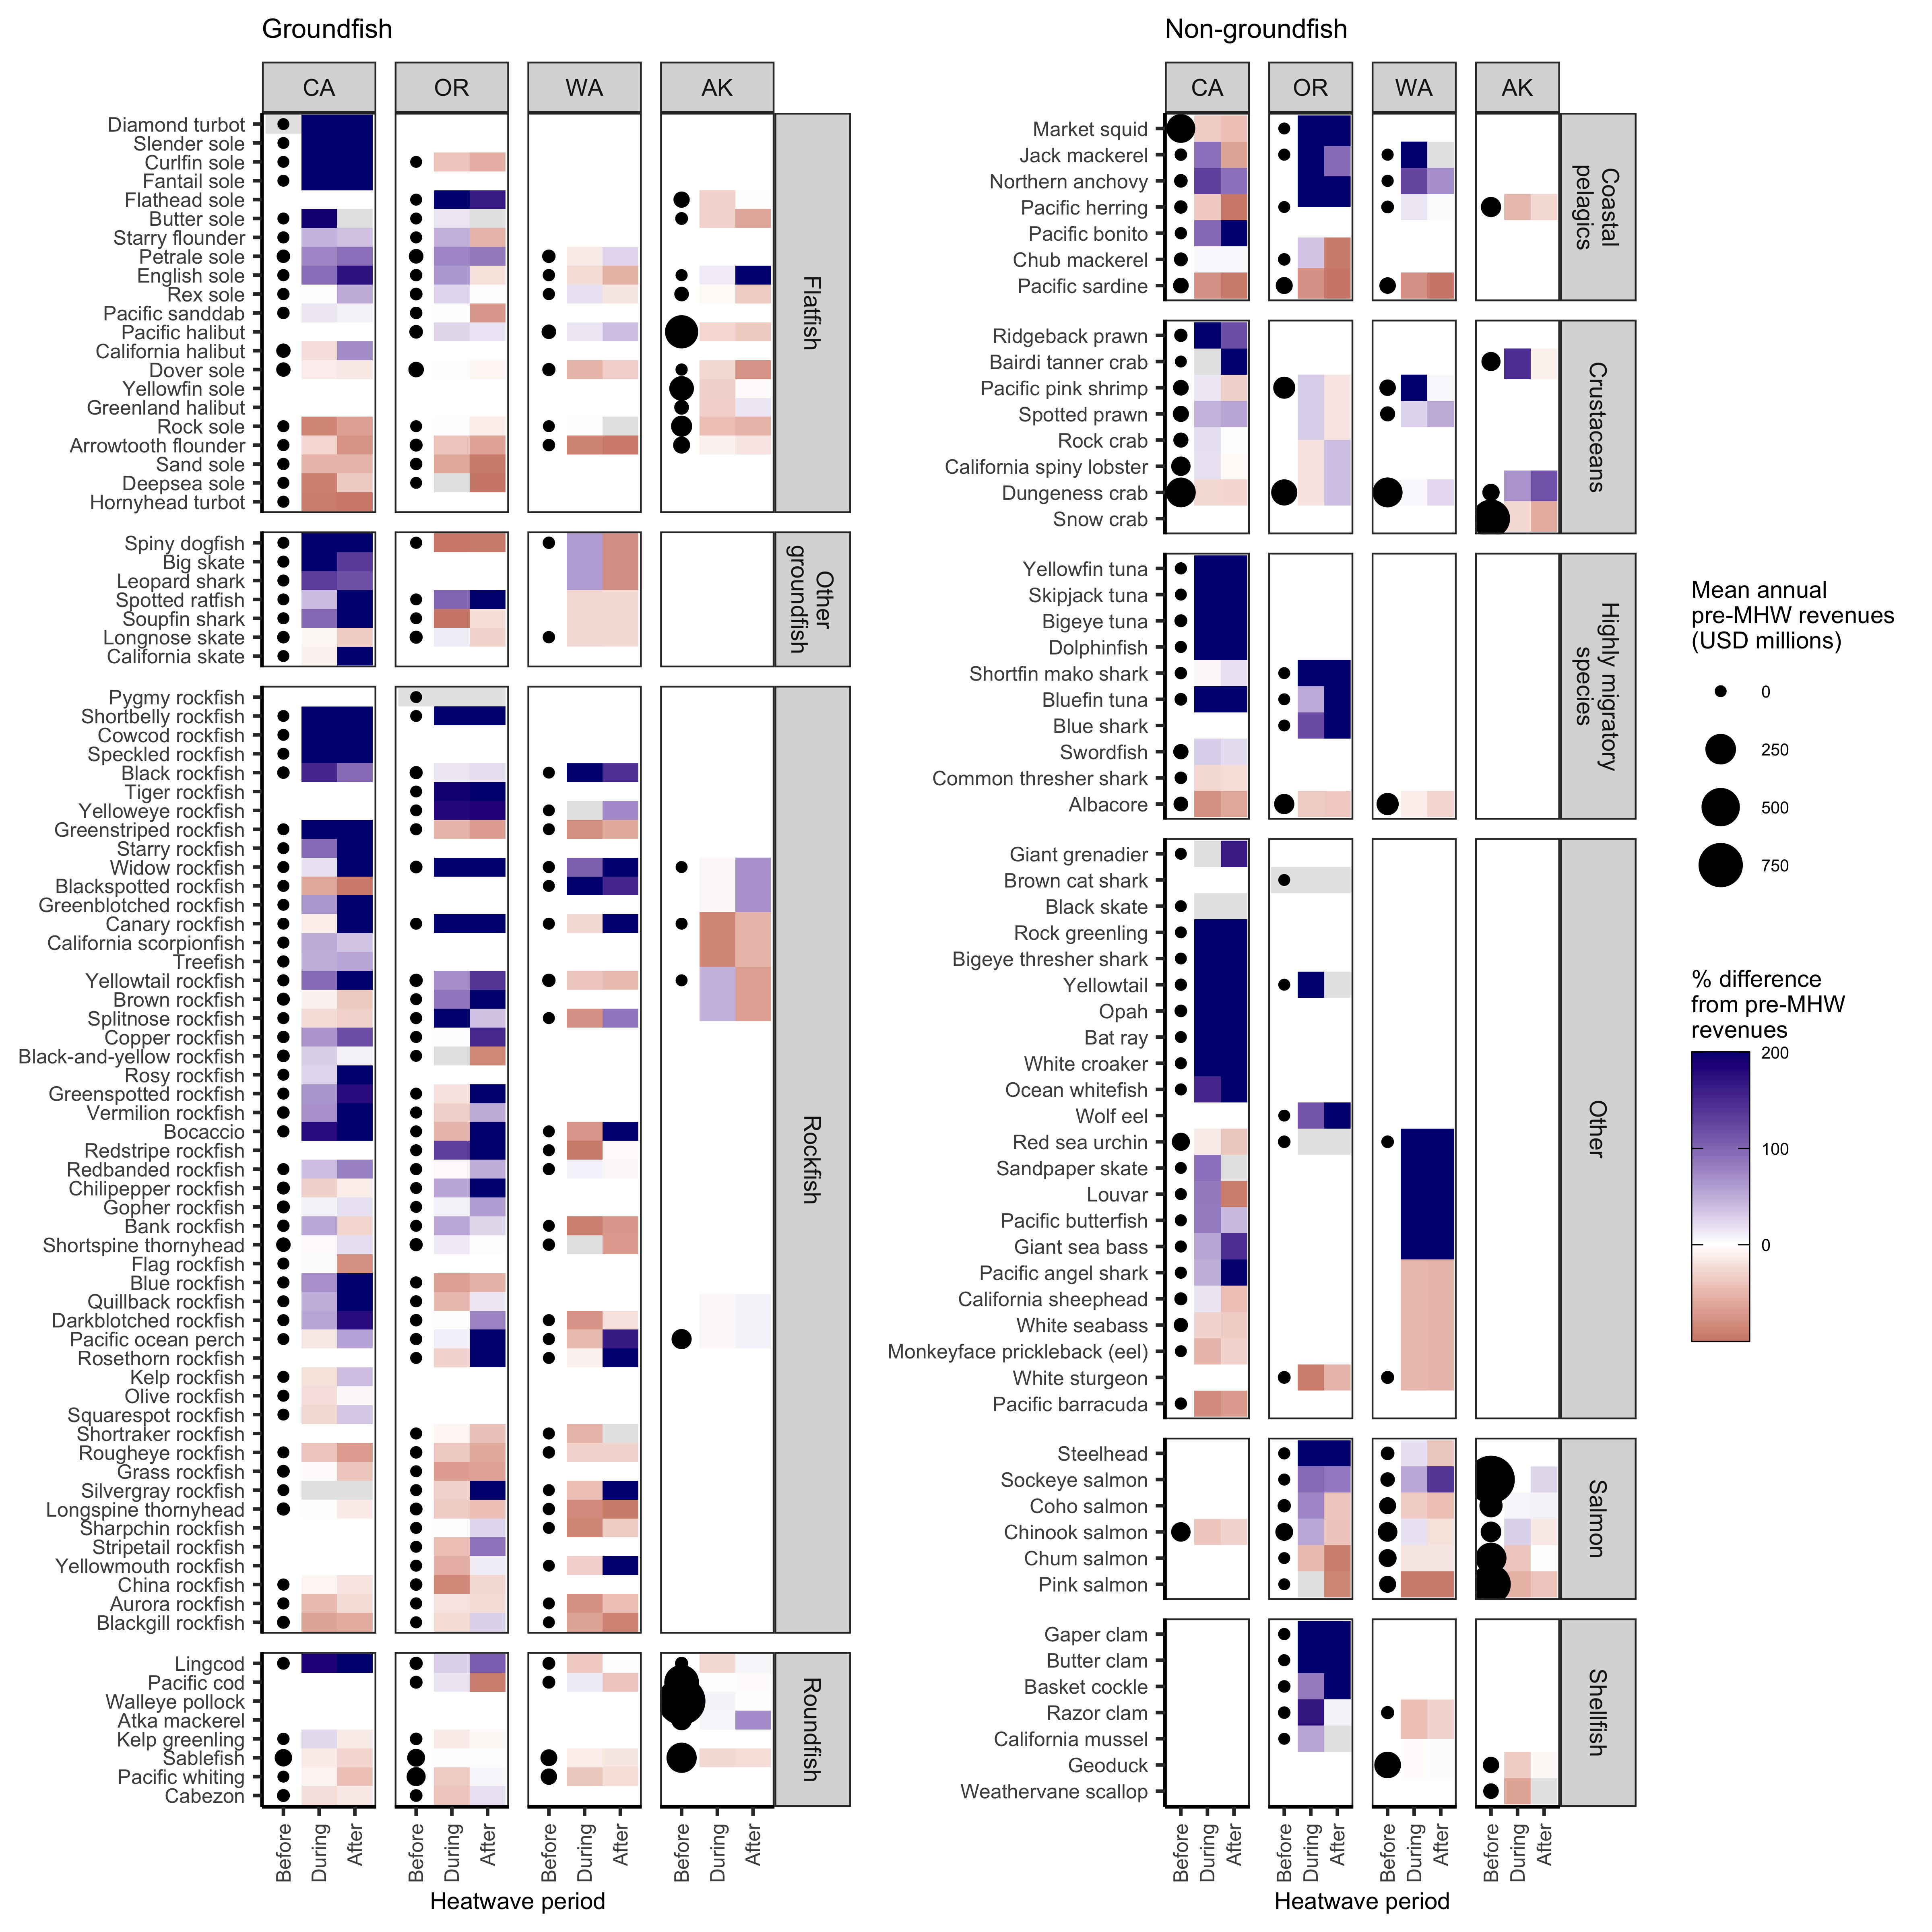 Groundfish
CA
OR
WA
AK
Diamond turbot
Slender sole
Curlfin sole
Fantail sole
Flathead sole
Butter sole
Starry flounder
Petrale sole
English sole
Rex sole
Pacific sanddab
Pacific halibut
California halibut
Dover sole
Yellowfin sole
Greenland halibut
Rock sole
Arrowtooth flounder
Sand sole
Deepsea sole
Hornyhead turbot
Flatfish
Spiny dogfish
Big skate
Leopard shark
Spotted ratfish
Soupfin shark
Longnose skate
California skate
Other
groundfish
Pygmy rockfish
Shortbelly rockfish
Cowcod rockfish
Speckled rockfish
Black rockfish
Tiger rockfish
Yelloweye rockfish
Greenstriped rockfish
Starry rockfish
Widow rockfish
Blackspotted rockfish
Greenblotched rockfish
Canary rockfish
California scorpionfish
Treefish
Yellowtail rockfish
Brown rockfish
Splitnose rockfish
Copper rockfish
Black-and-yellow rockfish
Rosy rockfish
Greenspotted rockfish
Vermilion rockfish
Bocaccio
Redstripe rockfish
Redbanded rockfish
Chilipepper rockfish
Gopher rockfish
Bank rockfish
Shortspine thornyhead
Flag rockfish
Blue rockfish
Quillback rockfish
Darkblotched rockfish
Pacific ocean perch
Rosethorn rockfish
Kelp rockfish
Olive rockfish
Squarespot rockfish
Shortraker rockfish
Rougheye rockfish
Grass rockfish
Silvergray rockfish
Longspine thornyhead
Sharpchin rockfish
Stripetail rockfish
Yellowmouth rockfish
China rockfish
Aurora rockfish
Blackgill rockfish
Rockfish
Lingcod
Pacific cod
Walleye pollock
Atka mackerel
Kelp greenling
Sablefish
Pacific whiting
Cabezon
Roundfish
Before
During
After
Before
During
After
Before
During
After
Before
During
After
Heatwave period
Non-groundfish
CA
OR
WA
AK
Market squid
Jack mackerel
Northern anchovy
Pacific herring
Pacific bonito
Chub mackerel
Pacific sardine
Coastal
pelagics
Ridgeback prawn
Bairdi tanner crab
Pacific pink shrimp
Spotted prawn
Rock crab
California spiny lobster
Dungeness crab
Snow crab
Crustaceans
Yellowfin tuna
Skipjack tuna
Bigeye tuna
Dolphinfish
Shortfin mako shark
Bluefin tuna
Blue shark
Swordfish
Common thresher shark
Albacore
Highly migratory
species
Giant grenadier
Brown cat shark
Black skate
Rock greenling
Bigeye thresher shark
Yellowtail
Opah
Bat ray
White croaker
Ocean whitefish
Wolf eel
Red sea urchin
Sandpaper skate
Louvar
Pacific butterfish
Giant sea bass
Pacific angel shark
California sheephead
White seabass
Monkeyface prickleback (eel)
White sturgeon
Pacific barracuda
Other
Steelhead
Sockeye salmon
Coho salmon
Chinook salmon
Chum salmon
Pink salmon
Salmon
Gaper clam
Butter clam
Basket cockle
Razor clam
California mussel
Geoduck
Weathervane scallop
Shellfish
Before
During
After
Before
During
After
Before
During
After
Before
During
After
Heatwave period
Mean annual
pre-MHW revenues
(USD millions)
0
250
500
750
% difference
from pre-MHW
revenues
200
100
0